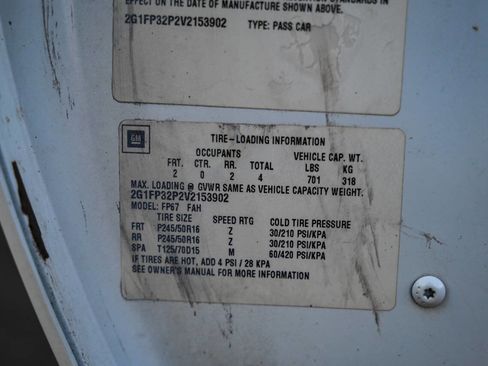 EFFECT ON THE DATE OF MANUFACTURE SHOWN ABOVE.
2G1FP32P2V2153902 TYPE: PASS CAR
GM
TIRE-LOADING INFORMATION
OCCUPANTS VEHICLE CAP. WT.
FRT. CTR. RR. TOTAL LBS KG
2 0 2 4 701 318
MAX. LOADING @ GVWR SAME AS VEHICLE CAPACITY WEIGHT.
2G1FP32P2V2153902
MODEL: FP67 FAH
TIRE SIZE SPEED RTG COLD TIRE PRESSURE
FRT P245/50R16 Z 30/210 PSI/KPA
RR P245/50R16 Z 30/210 PSI/KPA
SPA T125/70D15 M 60/420 PSI/KPA
IF TIRES ARE HOT, ADD 4 PSI / 28 KPA
SEE OWNER'S MANUAL FOR MORE INFORMATION